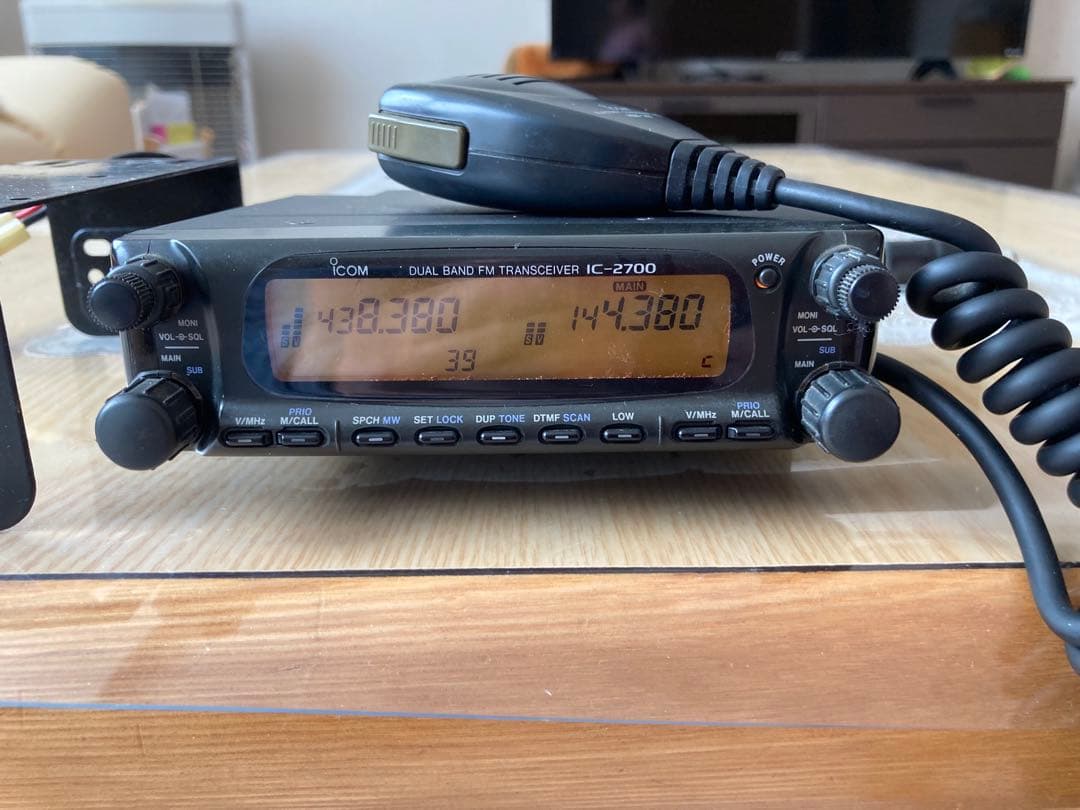 ICOM DUAL BAND FM TRANSCEIVER IC-2700
POWER
MAIN
438.380 144.380
S V S V
39 C
MONI
VOL SQL
MAIN
SUB
MONI
VOL SQL
SUB
MAIN
PRIO
V/MHz M/CALL
SPCH MW SET LOCK DUP TONE DTMF SCAN LOW
PRIO
V/MHz M/CALL